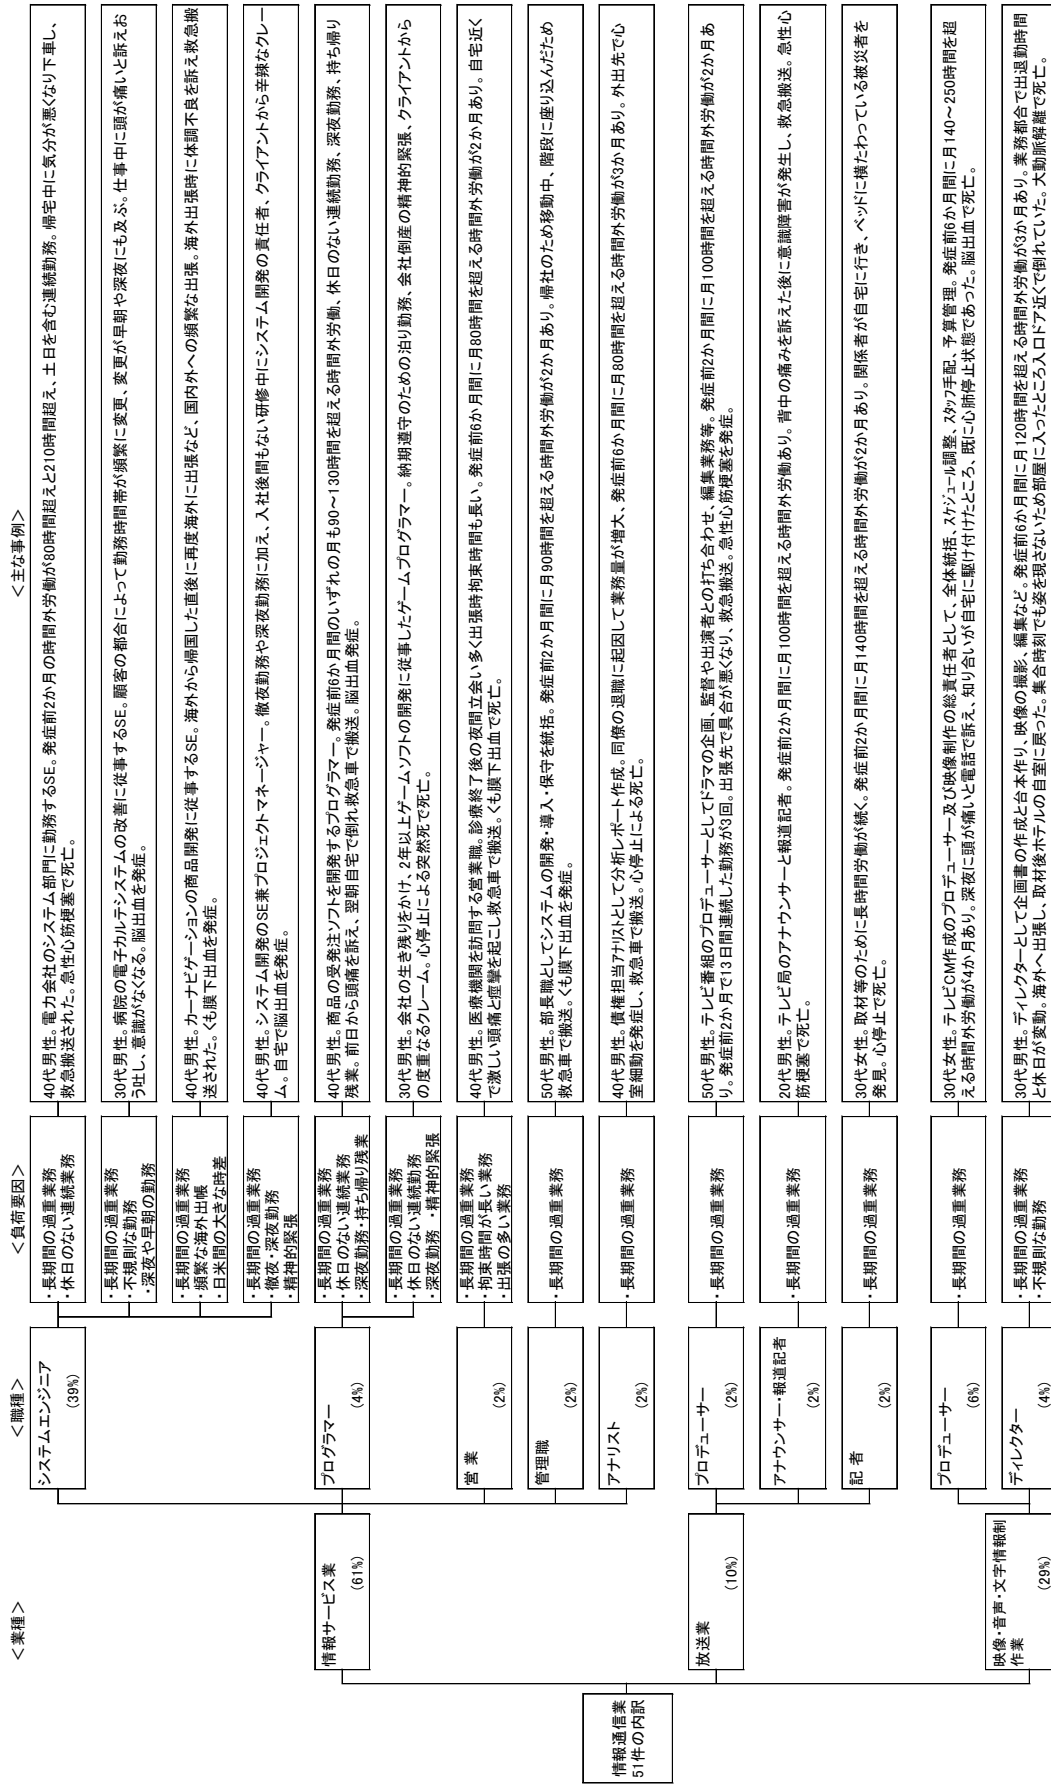 ＜業種＞
＜職種＞
＜負荷要因＞
＜主な事例＞
情報通信業
51件の内訳
情報サービス業
(61%)
システムエンジニア
(39%)
・長期間の過重業務
・休日のない連続業務
40代男性。電力会社のシステム部門に勤務するSE。発症前2か月の時間外労働が80時間超えと210時間超え、土日を含む連続勤務。帰宅中に気分が悪くなり下車し、
救急搬送された。急性心筋梗塞で死亡。
・長期間の過重業務
・不規則な勤務
・深夜や早朝の勤務
30代男性。病院の電子カルテシステムの改善に従事するSE。顧客の都合によって勤務時間帯が頻繁に変更、変更が早朝や深夜にも及ぶ。仕事中に頭が痛いと訴えお
う吐し、意識がなくなる。脳出血を発症。
・長期間の過重業務
・頻繁な海外出帳
・日米間の大きな時差
40代男性。カーナビゲーションの商品開発に従事するSE。海外から帰国した直後に再度海外に出張など、国内外への頻繁な出張。海外出張時に体調不良を訴え救急搬
送された。くも膜下出血を発症。
・長期間の過重業務
・徹夜・深夜勤務
・精神的緊張
40代男性。システム開発のSE兼プロジェクトマネージャー。徹夜勤務や深夜勤務に加え、入社後間もない研修中にシステム開発の責任者、クライアントから辛辣なクレー
ム。自宅で脳出血を発症。
プログラマー
(4%)
・長期間の過重業務
・休日のない連続業務
・深夜勤務・持ち帰り残業
40代男性。商品の受発注ソフトを開発するプログラマー。発症前6か月間のいずれの月も90～130時間を超える時間外労働、休日のない連続勤務、深夜勤務、持ち帰り
残業。前日から頭痛を訴え、翌朝自宅で倒れ救急車で搬送。脳出血発症。
・長期間の過重業務
・休日のない連続勤務
・深夜勤務 ・精神的緊張
30代男性。会社の生き残りをかけ、2年以上ゲームソフトの開発に従事したゲームプログラマー。納期遵守のための泊り勤務、会社倒産の精神的緊張、クライアントから
の度重なるクレーム。心停止による突然死で死亡。
営 業
(2%)
・長期間の過重業務
・拘束時間が長い業務
・出張の多い業務
40代男性。医療機関を訪問する営業職。診療終了後の夜間立会い多く出張時拘束時間も長い。発症前6か月間に月80時間を超える時間外労働が2か月あり。自宅近く
で激しい頭痛と痙攣を起こし救急車で搬送。くも膜下出血で死亡。
管理職
(2%)
・長期間の過重業務
50代男性。部長職としてシステムの開発・導入・保守を統括。発症前2か月間に月90時間を超える時間外労働が2か月あり。帰社のため移動中、階段に座り込んだため
救急車で搬送。くも膜下出血を発症。
アナリスト
(2%)
・長期間の過重業務
40代男性。債権担当ｱﾅﾘｽﾄとして分析レポート作成。同僚の退職に起因して業務量が増大、発症前6か月間に月80時間を超える時間外労働が3か月あり。外出先で心
室細動を発症し、救急車で搬送。心停止による死亡。
放送業
(10%)
プロデューサー
(2%)
・長期間の過重業務
50代男性。テレビ番組のプロデューサーとしてドラマの企画、監督や出演者との打ち合わせ、編集業務等。発症前2か月間に月100時間を超える時間外労働が2か月あ
り。発症前2か月で13日間連続した勤務が3回。出張先で具合が悪くなり、救急搬送。急性心筋梗塞を発症。
アナウンサー・報道記者
(2%)
・長期間の過重業務
20代男性。テレビ局のアナウンサーと報道記者。発症前2か月間に月100時間を超える時間外労働あり。背中の痛みを訴えた後に意識障害が発生し、救急搬送。急性心
筋梗塞で死亡。
記 者
(2%)
・長期間の過重業務
30代女性。取材等のために長時間労働が続く。発症前2か月間に月140時間を超える時間外労働が2か月あり。関係者が自宅に行き、ベッドに横たわっている被災者を
発見。心停止で死亡。
映像・音声・文字情報制
作業
(29%)
プロデューサー
(6%)
・長期間の過重業務
30代女性。テレビCM作成のプロデューサー及び映像制作の総責任者として、全体統括、ｽｹｼﾞｭｰﾙ調整、ｽﾀｯﾌ手配、予算管理。発症前6か月間に月140～250時間を超
える時間外労働が4か月あり。深夜に頭が痛いと電話で訴え、知り合いが自宅に駆け付けたところ、既に心肺停止状態であった。脳出血で死亡。
ディレクター
(4%)
・長期間の過重業務
・不規則な勤務
30代男性。ディレクターとして企画書の作成と台本作り、映像の撮影、編集など。発症前6か月間に月120時間を超える時間外労働が3か月あり。業務都合で出退勤時間
と休日が変動。海外へ出張し、取材後ホテルの自室に戻った。集合時刻でも姿を現さないため部屋に入ったところ入口ドア近くで倒れていた。大動脈解離で死亡。